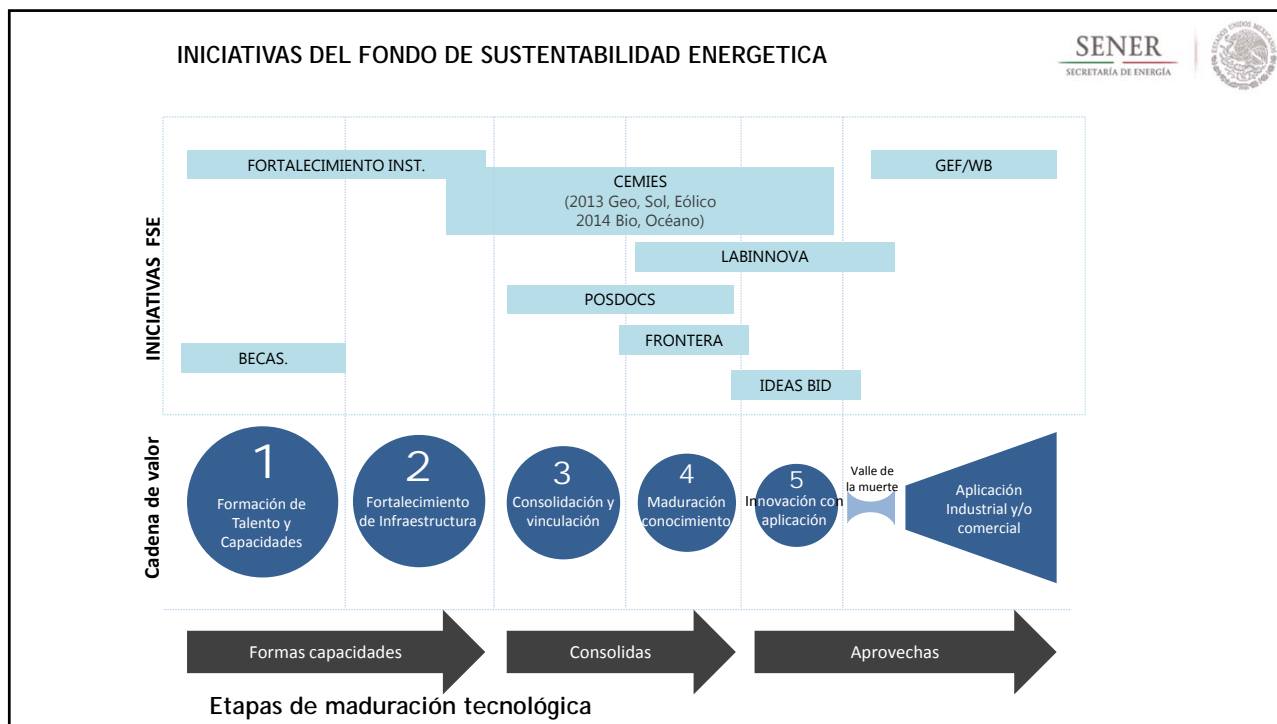 INICIATIVAS DEL FONDO DE SUSTENTABILIDAD ENERGETICA
SENER
SECRETARÍA DE ENERGÍA
ESTADOS UNIDOS MEXICANOS
INICIATIVAS FSE
FORTALECIMIENTO INST.
GEF/WB
CEMIES
(2013 Geo, Sol, Eólico
2014 Bio, Océano)
LABINNOVA
POSDOCS
FRONTERA
BECAS.
IDEAS BID
Cadena de valor
1
Formación de
Talento y
Capacidades
2
Fortalecimiento
de Infraestructura
3
Consolidación y
vinculación
4
Maduración
conocimiento
5
Innovación con
aplicación
Valle de
la muerte
Aplicación
Industrial y/o
comercial
Formas capacidades
Consolidas
Aprovechas
Etapas de maduración tecnológica